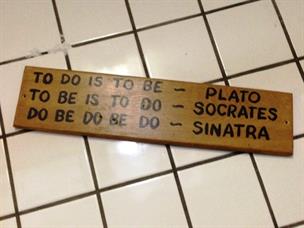 TO DO IS TO BE – PLATO
TO BE IS TO DO – SOCRATES
DO BE DO BE DO – SINATRA